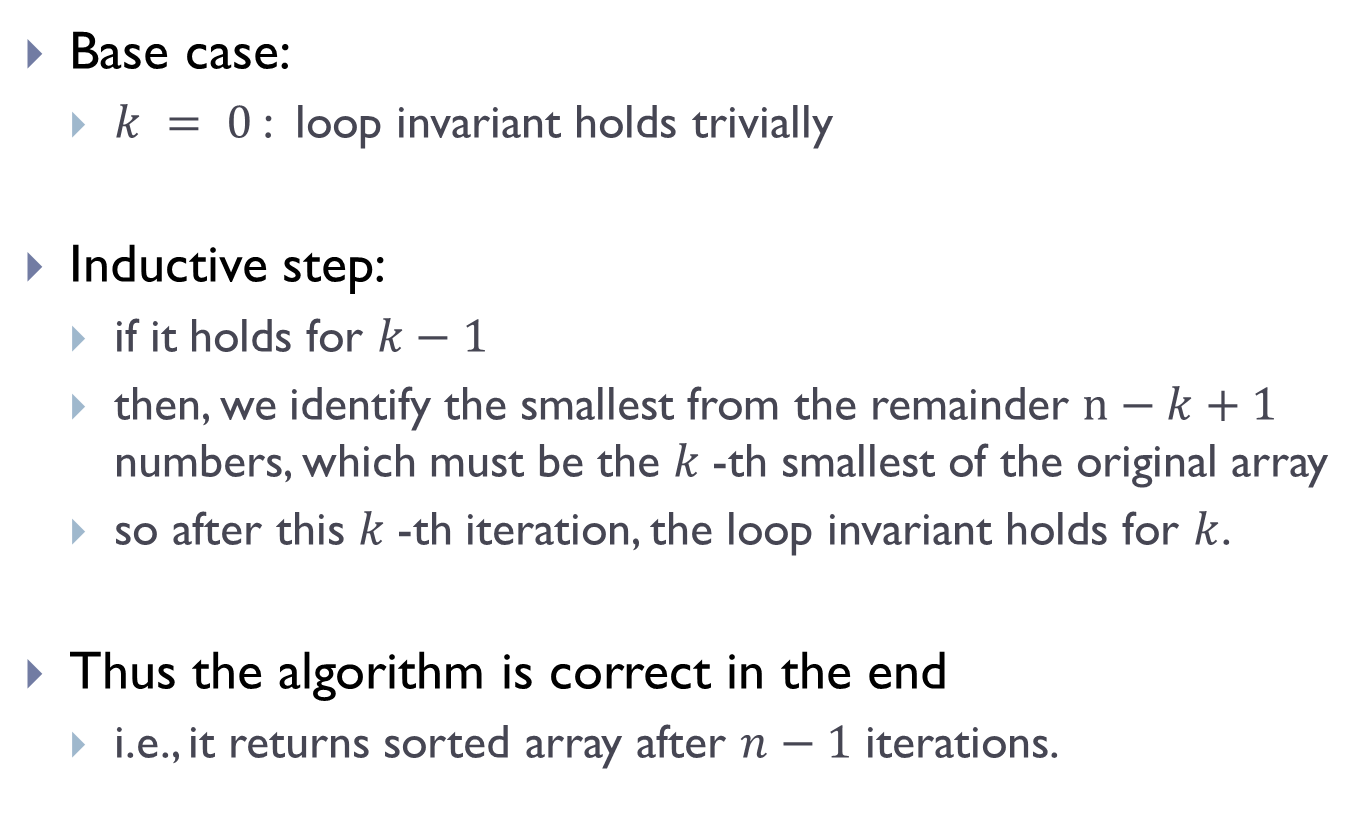 Base case:
k = 0 : loop invariant holds trivially
Inductive step:
if it holds for k − 1
then, we identify the smallest from the remainder n − k + 1
numbers, which must be the k -th smallest of the original array
so after this k -th iteration, the loop invariant holds for k.
Thus the algorithm is correct in the end
i.e., it returns sorted array after n − 1 iterations.